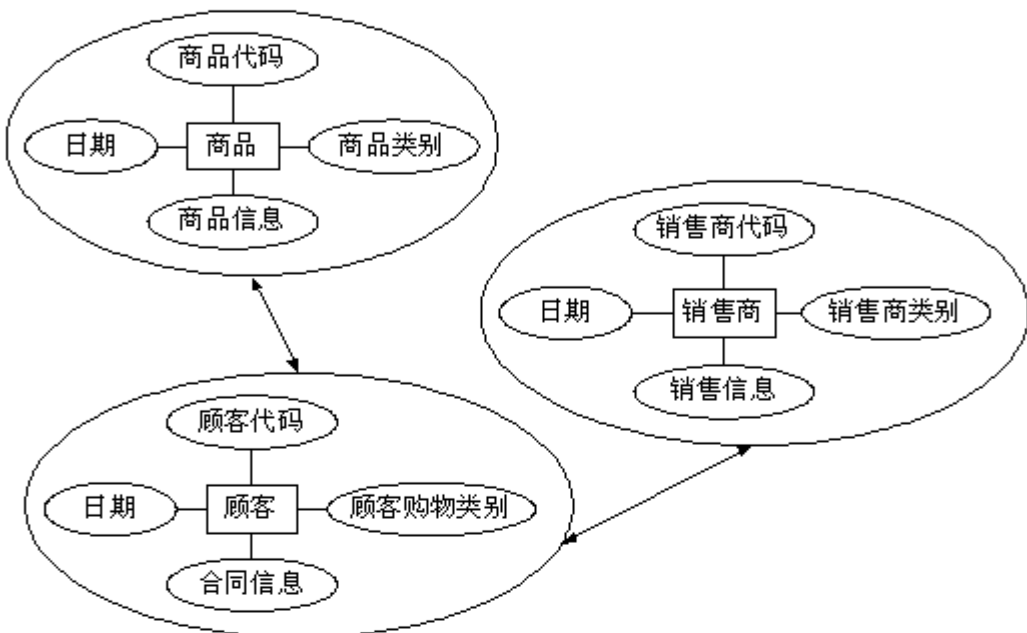 商品代码
日期
商品
商品类别
商品信息
销售商代码
日期
销售商
销售商类别
销售信息
顾客代码
日期
顾客
顾客购物类别
合同信息